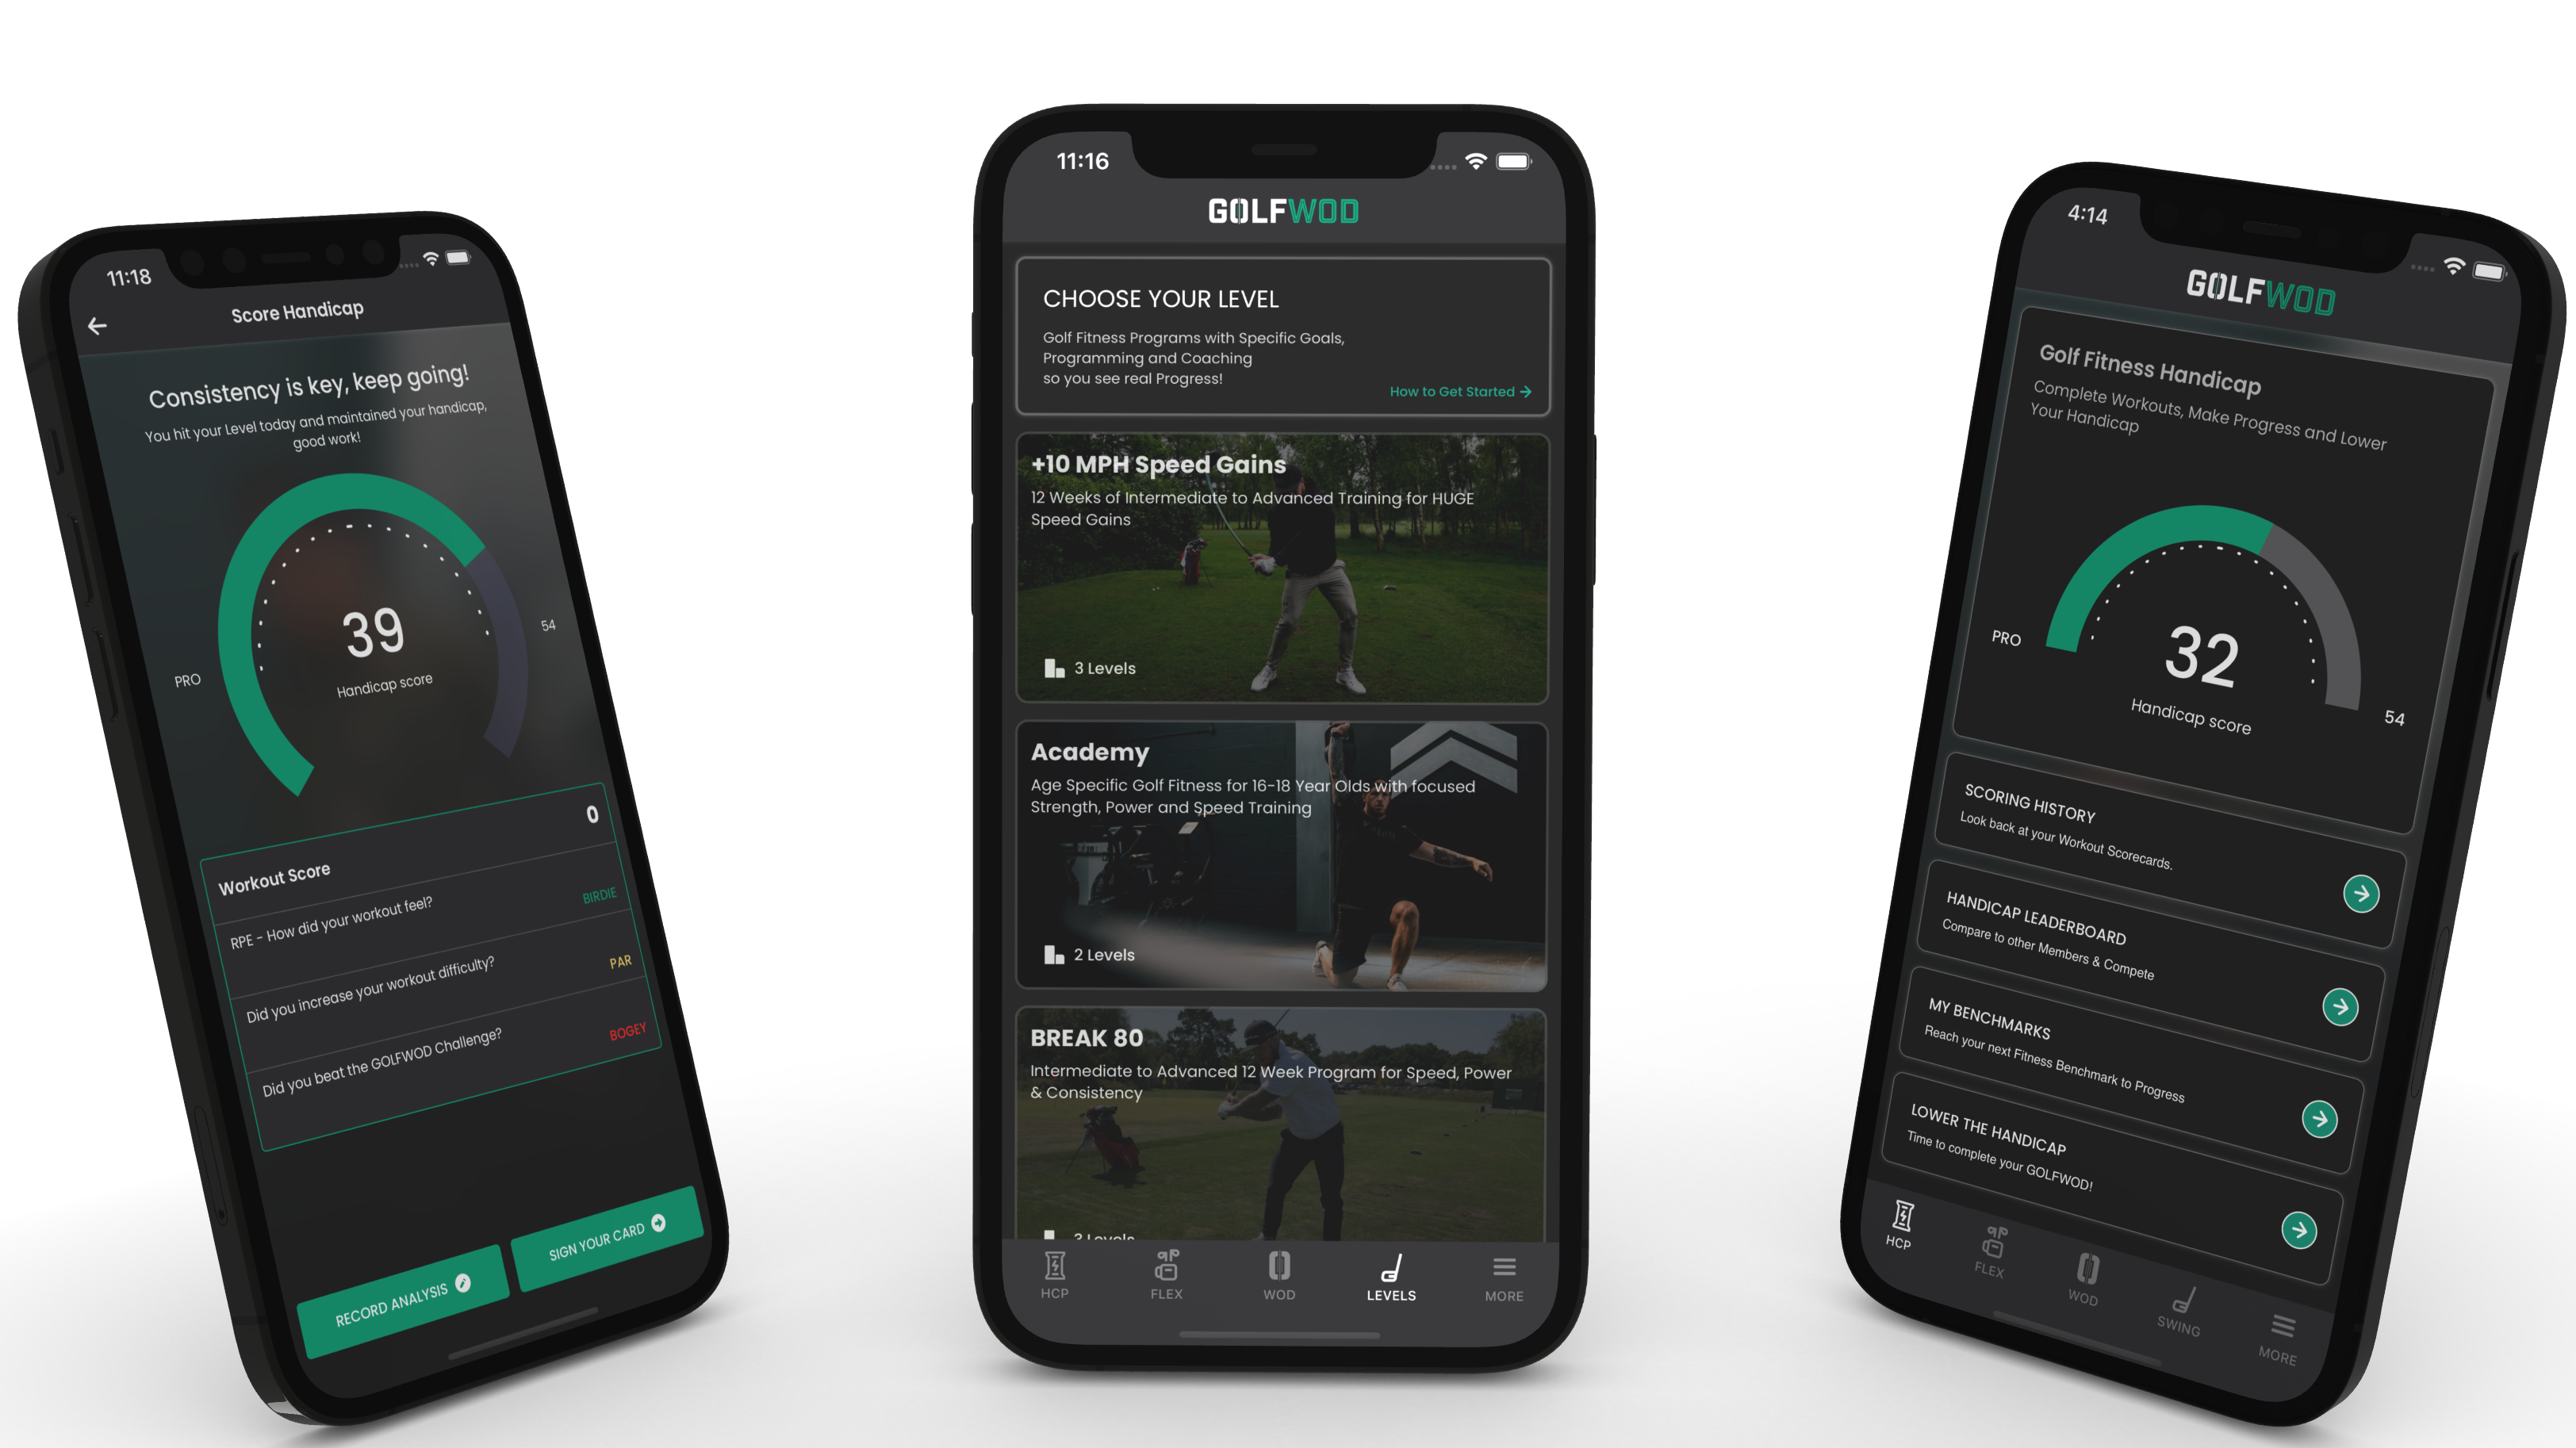 11:18
Score Handicap
Consistency is key, keep going!
You hit your Level today and maintained your handicap,
good work!
39
Handicap score
PRO
54
0
Workout Score
RPE - How did your workout feel?
BIRDIE
Did you increase your workout difficulty?
PAR
Did you beat the GOLFWOD Challenge?
BOGEY
RECORD ANALYSIS
SIGN YOUR CARD
11:16
GOLFWOD
CHOOSE YOUR LEVEL
Golf Fitness Programs with Specific Goals,
Programming and Coaching
so you see real Progress!
How to Get Started
+10 MPH Speed Gains
12 Weeks of Intermediate to Advanced Training for HUGE
Speed Gains
3 Levels
Academy
Age Specific Golf Fitness for 16-18 Year Olds with focused
Strength, Power and Speed Training
2 Levels
BREAK 80
Intermediate to Advanced 12 Week Program for Speed, Power
& Consistency
3 Levels
HCP
FLEX
WOD
LEVELS
MORE
4:14
GOLFWOD
Golf Fitness Handicap
Complete Workouts, Make Progress and Lower
Your Handicap
PRO
32
Handicap score
54
SCORING HISTORY
Look back at your Workout Scorecards.
HANDICAP LEADERBOARD
Compare to other Members & Compete
MY BENCHMARKS
Reach your next Fitness Benchmark to Progress
LOWER THE HANDICAP
Time to complete your GOLFWOD!
HCP
FLEX
WOD
SWING
MORE